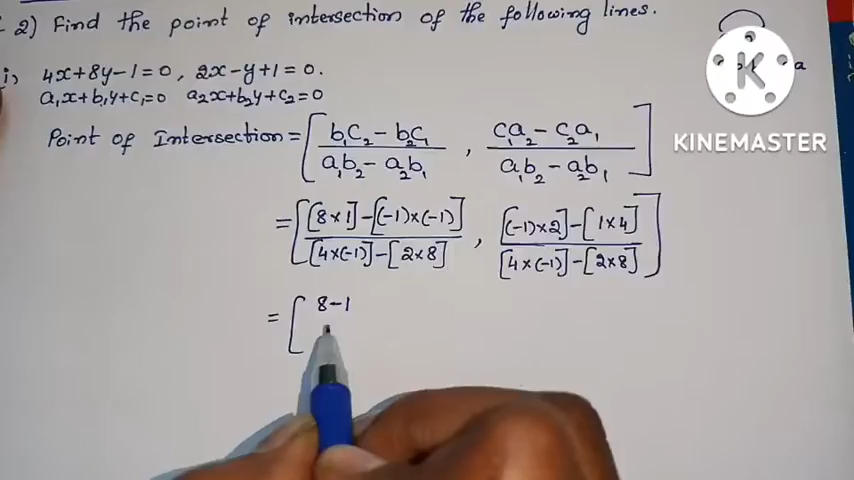 2) Find the point of intersection of the following lines.
i) 4x+8y-1=0, 2x-y+1=0.
a₁x+b₁y+c₁=0 a₂x+b₂y+c₂=0
Point of Intersection = [ (b₁c₂-b₂c₁)/(a₁b₂-a₂b₁) , (c₁a₂-c₂a₁)/(a₁b₂-a₂b₁) ]
= [ ([8×1]-[(-1)×(-1)])/([4×(-1)]-[2×8]) , ([(-1)×2]-[1×4])/([4×(-1)]-[2×8]) ]
= [ 8-1
K
KINEMASTER